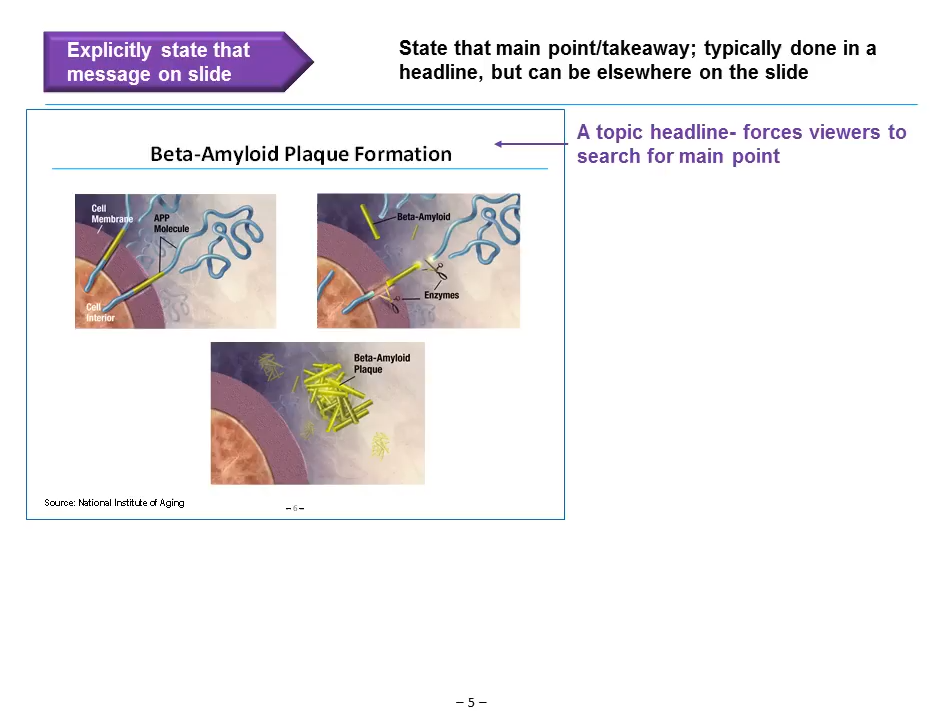 Explicitly state that
message on slide
State that main point/takeaway; typically done in a
headline, but can be elsewhere on the slide
A topic headline- forces viewers to
search for main point
Beta-Amyloid Plaque Formation
Cell
Membrane
APP
Molecule
Cell
Interior
Beta-Amyloid
Enzymes
Beta-Amyloid
Plaque
Source: National Institute of Aging
– 6 –
– 5 –